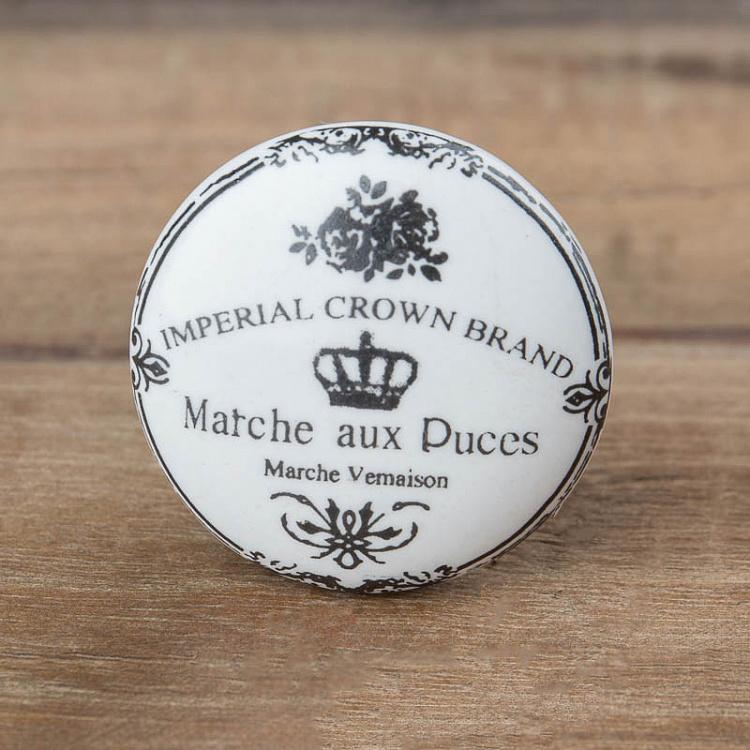 IMPERIAL CROWN BRAND
Marche aux Puces
Marche Vemaison